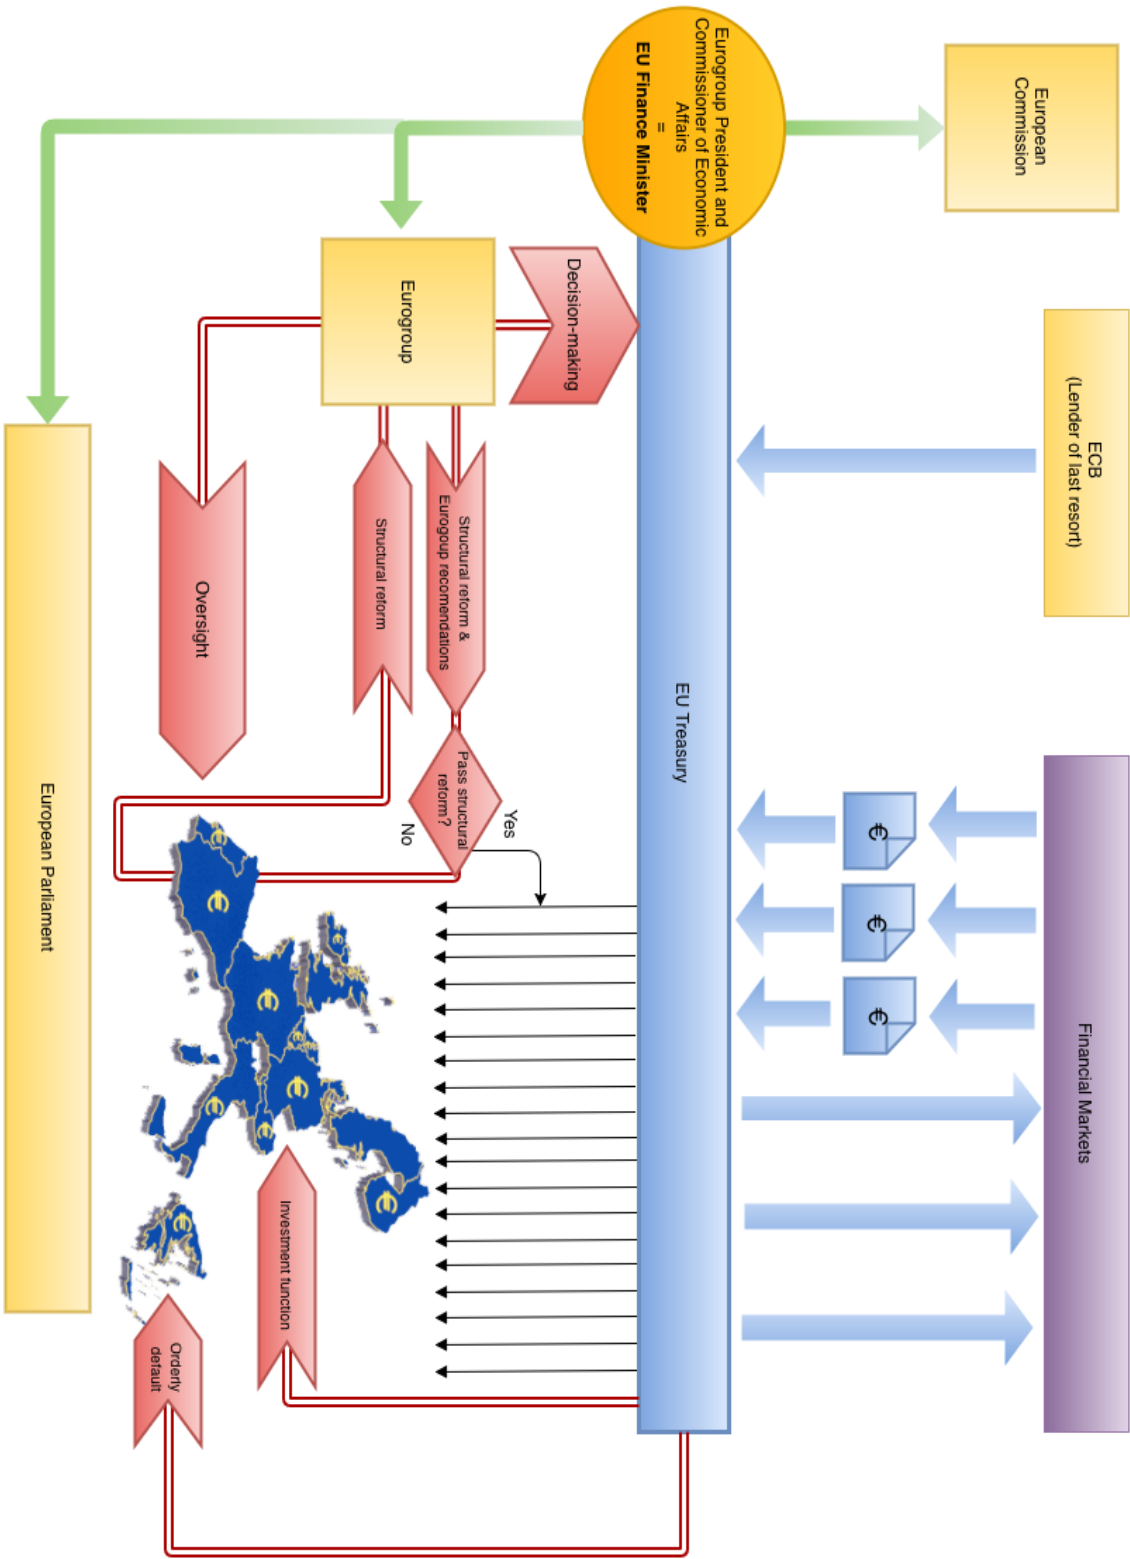 European
Commission
ECB
(Lender of last resort)
Financial Markets
€
€
€
Eurogroup President and
Commissioner of Economic
Affairs
=
EU Finance Minister
EU Treasury
Decision-making
Yes
Pass structural
reform?
No
Structural reform &
Eurogoup recomendations
Eurogroup
Structural reform
Oversight
€
€
€
€
€
€
€
€
€
€
Investment function
Orderly
default
European Parliament